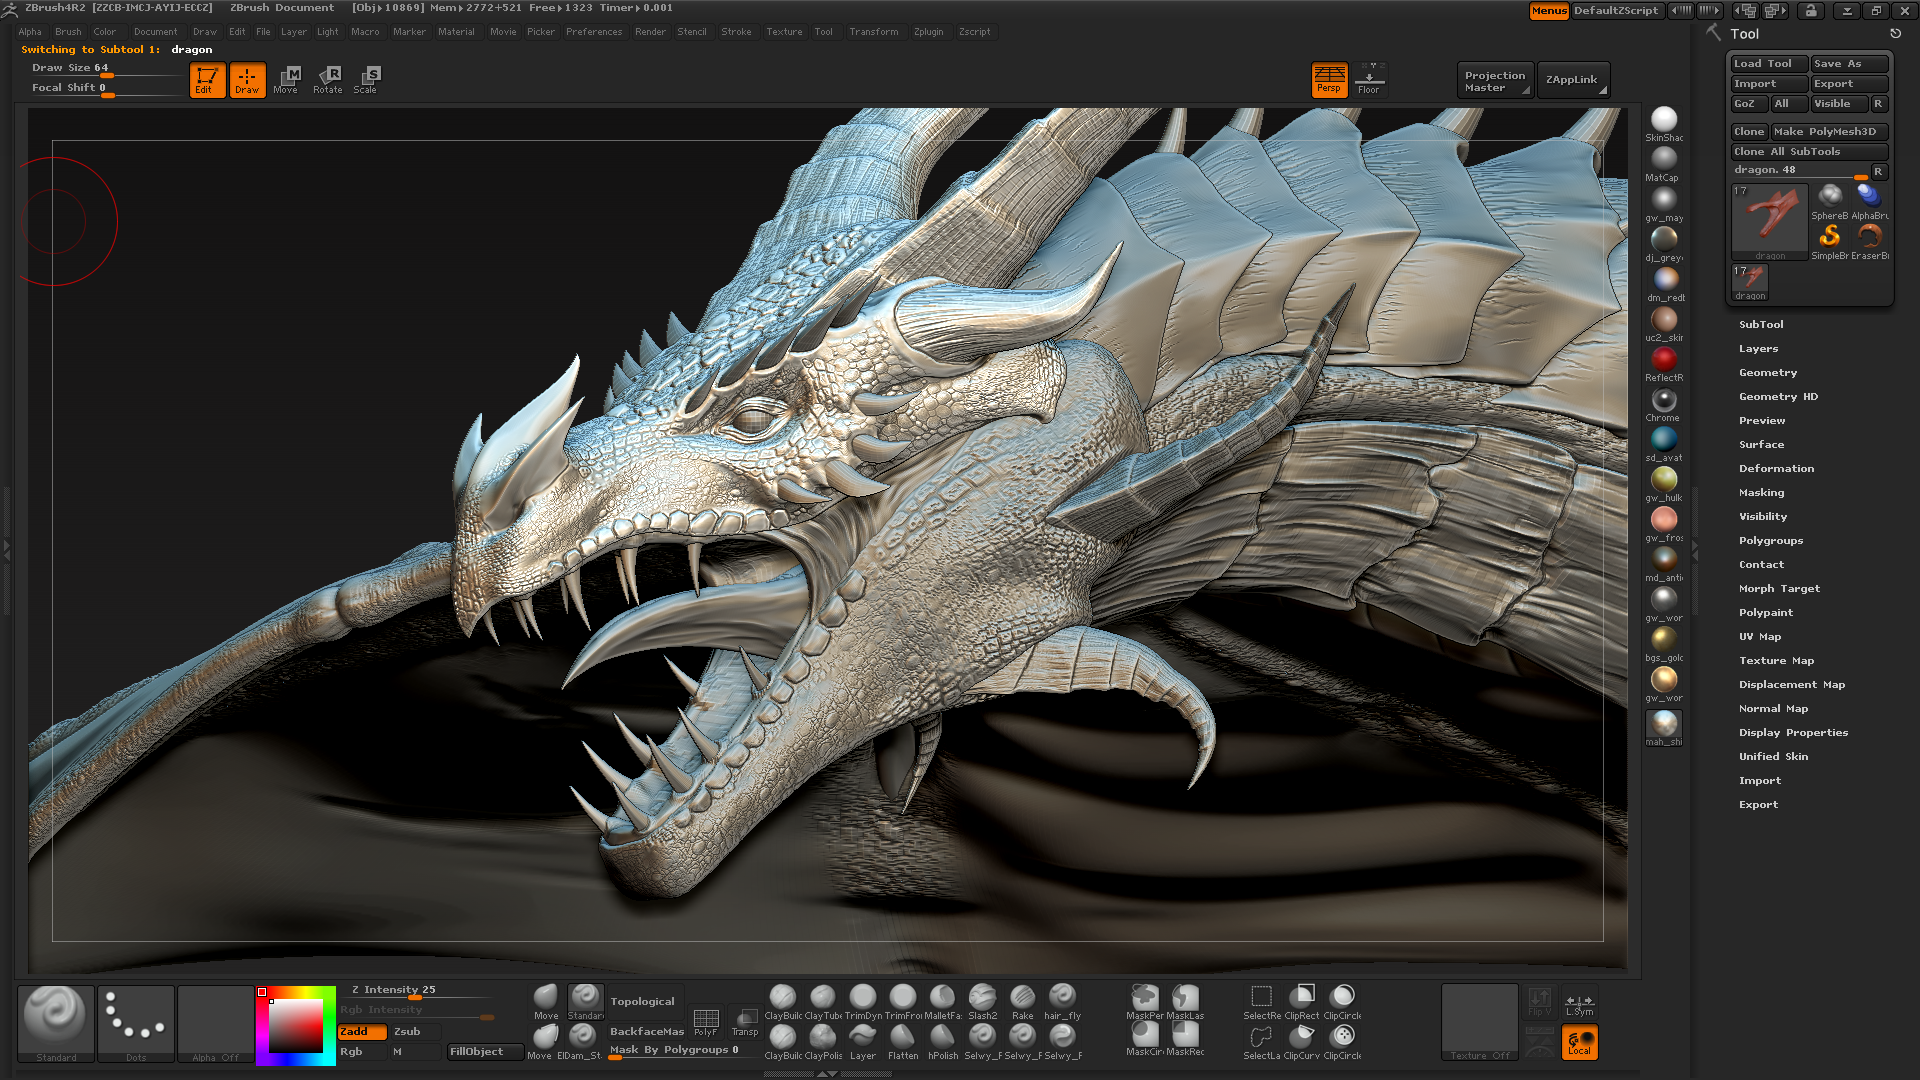 ZBrush4R2 [ZZCB-IMCJ-AYIJ-ECCZ] ZBrush Document [Obj▸10869] Mem▸2772+521 Free▸1323 Timer▸0.001
Menus DefaultZScript
Alpha Brush Color Document Draw Edit File Layer Light Macro Marker Material Movie Picker Preferences Render Stencil Stroke Texture Tool Transform Zplugin Zscript
Switching to Subtool 1: dragon
Draw Size 64
Focal Shift 0
Edit Draw Move Rotate Scale
M R S
Persp Floor
Projection Master
ZAppLink
Tool
Load Tool Save As
Import Export
GoZ All Visible R
Clone Make PolyMesh3D
Clone All SubTools
dragon. 48 R
17
dragon
SphereB AlphaBru
SimpleBr EraserBr
17
dragon
SubTool
Layers
Geometry
Geometry HD
Preview
Surface
Deformation
Masking
Visibility
Polygroups
Contact
Morph Target
Polypaint
UV Map
Texture Map
Displacement Map
Normal Map
Display Properties
Unified Skin
Import
Export
SkinShad
MatCap
gw_may
dj_grey
dm_redl
uc2_skin
ReflectR
Chrome
sd_avat
gw_hulk
gw_fros
md_anti
gw_wor
bgs_gold
gw_wor
mah_shi
Standard
Dots
Alpha Off
Z Intensity 25
Rgb Intensity
Zadd Zsub
Rgb M
FillObject
Move Standard
Move ElDam_St
Topological
BackfaceMas
Mask By Polygroups 0
PolyF Transp
ClayBuilc ClayTube TrimDyn TrimFron MalletFa Slash2 Rake hair_fly
ClayBuilc ClayPolis Layer Flatten hPolish Selwy_F Selwy_F Selwy_F
MaskPer MaskLas
MaskCir MaskRec
SelectRe ClipRect ClipCircle
SelectLa ClipCurv ClipCircle
Texture Off
Flip V
L.Sym
Local